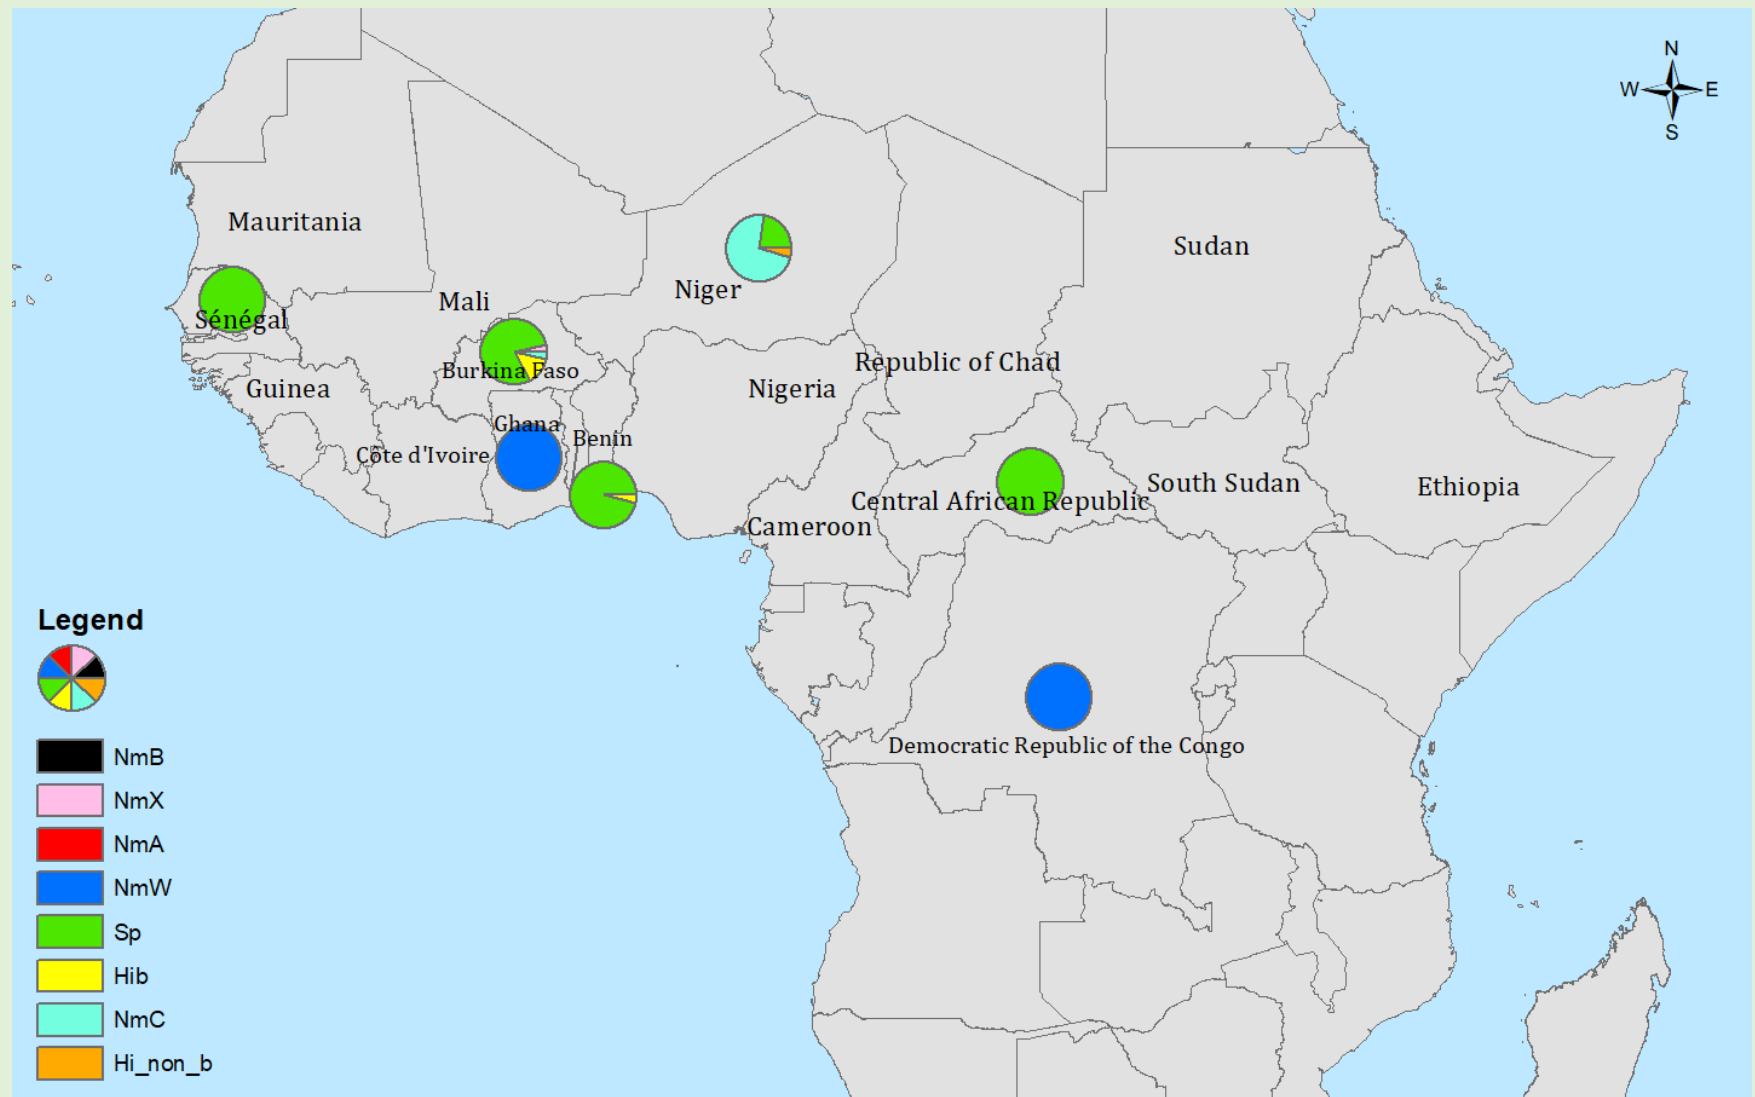 N
W E
S
Mauritania
Sudan
Niger
Mali
Sénégal
Republic of Chad
Burkina Faso
Guinea
Nigeria
Ghana
Benin
Côte d'Ivoire
South Sudan
Ethiopia
Central African Republic
Cameroon
Democratic Republic of the Congo
Legend
NmB
NmX
NmA
NmW
Sp
Hib
NmC
Hi_non_b